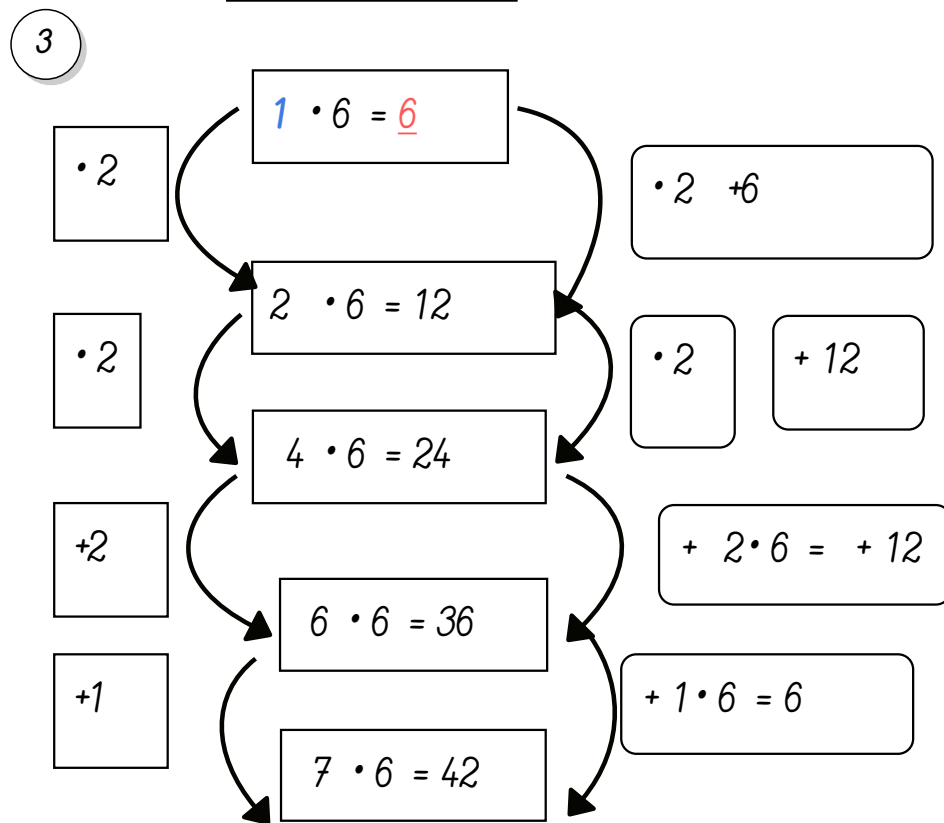 3
1 · 6 = 6
· 2
· 2 +6
2 · 6 = 12
· 2
· 2
+ 12
4 · 6 = 24
+2
+ 2 · 6 = + 12
6 · 6 = 36
+1
+ 1 · 6 = 6
7 · 6 = 42